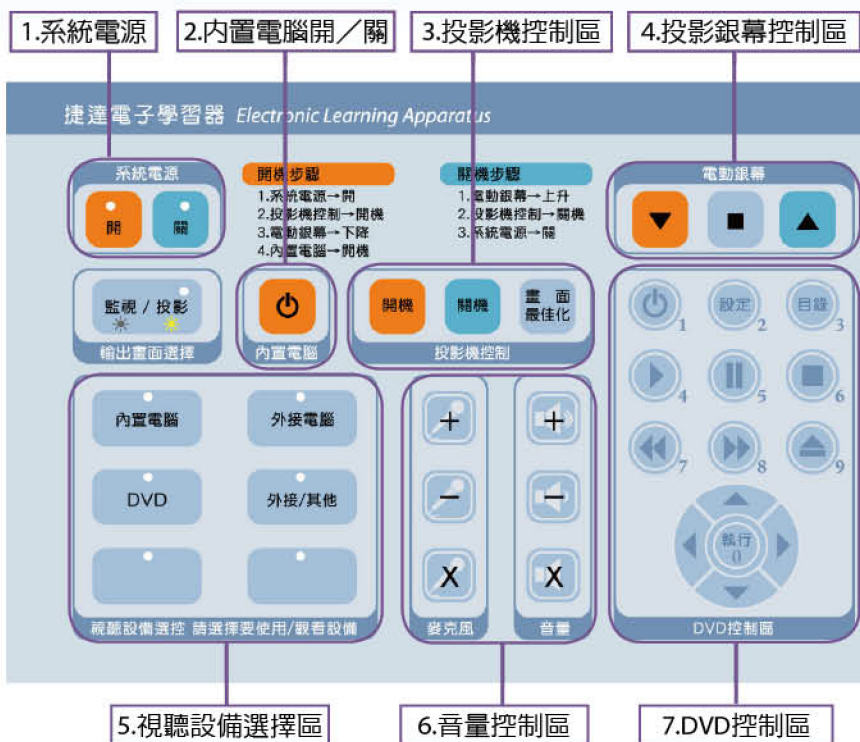 1.系統電源
2.內置電腦開／關
3.投影機控制區
4.投影銀幕控制區
捷達電子學習器 Electronic Learning Apparatus
系統電源
開
關
開機步驟
1.系統電源→開
2.投影機控制→開機
3.電動銀幕→下降
4.內置電腦→開機
關機步驟
1.電動銀幕→上升
2.投影機控制→關機
3.系統電源→關
電動銀幕
監視 / 投影
輸出畫面選擇
內置電腦
開機
關機
畫 面
最佳化
投影機控制
1
設定
2
目錄
3
4
5
6
7
8
9
執行
0
DVD控制區
內置電腦
外接電腦
DVD
外接/其他
視聽設備選控 請選擇要使用/觀看設備
+
−
X
麥克風
+
−
X
音量
5.視聽設備選擇區
6.音量控制區
7.DVD控制區